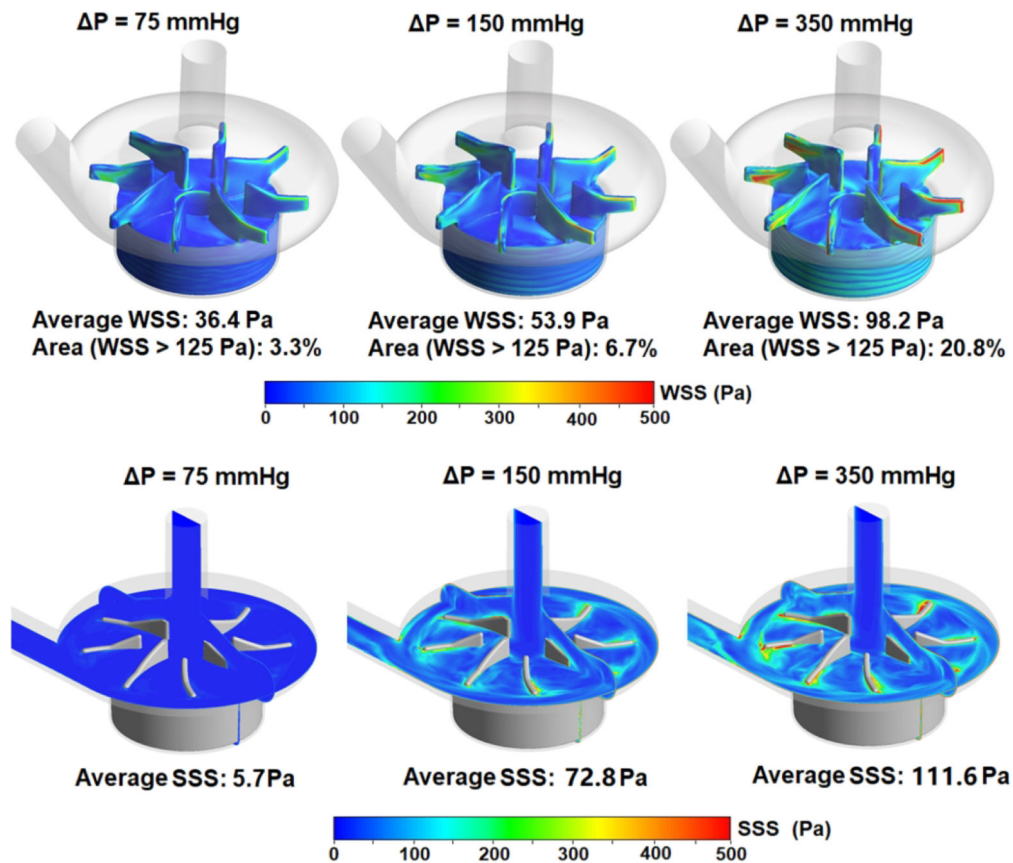 ΔP = 75 mmHg ΔP = 150 mmHg ΔP = 350 mmHg
Average WSS: 36.4 Pa Average WSS: 53.9 Pa Average WSS: 98.2 Pa
Area (WSS > 125 Pa): 3.3% Area (WSS > 125 Pa): 6.7% Area (WSS > 125 Pa): 20.8%
WSS (Pa)
0 100 200 300 400 500
ΔP = 75 mmHg ΔP = 150 mmHg ΔP = 350 mmHg
Average SSS: 5.7Pa Average SSS: 72.8 Pa Average SSS: 111.6 Pa
SSS (Pa)
0 100 200 300 400 500